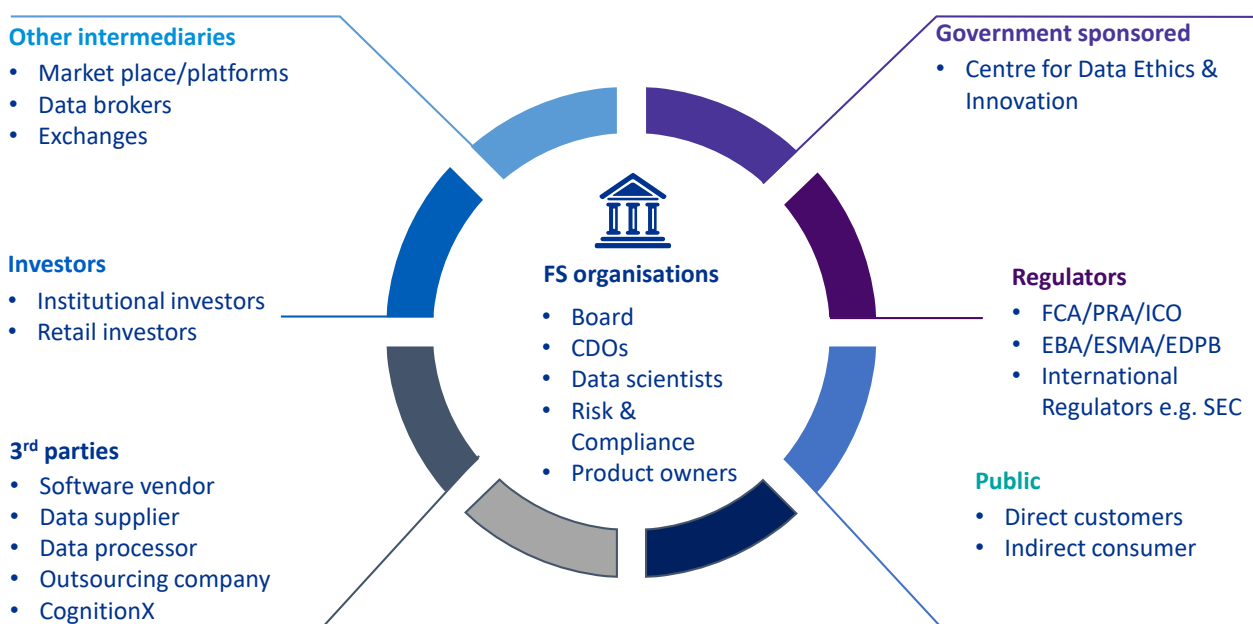 Other intermediaries
• Market place/platforms
• Data brokers
• Exchanges
Government sponsored
• Centre for Data Ethics &
Innovation
Investors
• Institutional investors
• Retail investors
FS organisations
• Board
• CDOs
• Data scientists
• Risk &
Compliance
• Product owners
Regulators
• FCA/PRA/ICO
• EBA/ESMA/EDPB
• International
Regulators e.g. SEC
3rd parties
• Software vendor
• Data supplier
• Data processor
• Outsourcing company
• CognitionX
Public
• Direct customers
• Indirect consumer